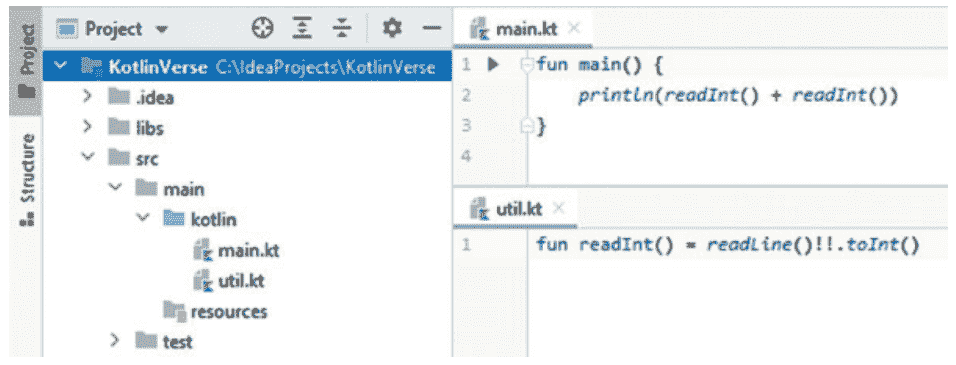 Project
Structure
Project
KotlinVerse C:\IdeaProjects\KotlinVerse
.idea
libs
src
main
kotlin
main.kt
util.kt
resources
test
main.kt
1 fun main() {
2 println(readInt() + readInt())
3 }
4
util.kt
1 fun readInt() = readLine()!!.toInt()